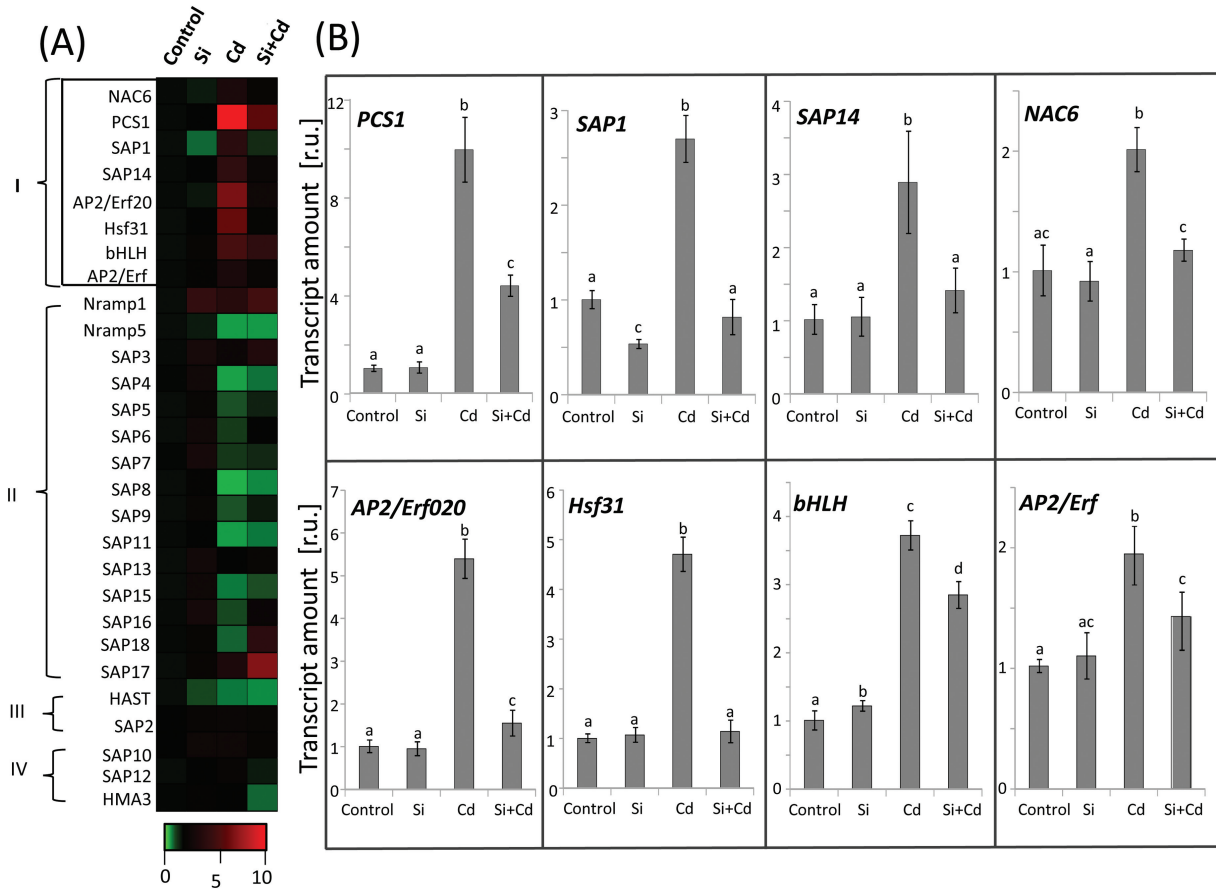 (A)
Control Si Cd Si+Cd
I
NAC6
PCS1
SAP1
SAP14
AP2/Erf20
Hsf31
bHLH
AP2/Erf
II
Nramp1
Nramp5
SAP3
SAP4
SAP5
SAP6
SAP7
SAP8
SAP9
SAP11
SAP13
SAP15
SAP16
SAP18
SAP17
III
HAST
SAP2
IV
SAP10
SAP12
HMA3
0 5 10
(B)
Transcript amount [r.u.]
PCS1
12
8
4
0
a a b c
Control Si Cd Si+Cd
SAP1
3
2
1
0
a c b a
Control Si Cd Si+Cd
SAP14
4
3
2
1
0
a a b a
Control Si Cd Si+Cd
NAC6
2
1
0
ac a b c
Control Si Cd Si+Cd
Transcript amount [r.u.]
AP2/Erf020
7
6
5
4
3
2
1
0
a a b c
Control Si Cd Si+Cd
Hsf31
6
5
4
3
2
1
0
a a b a
Control Si Cd Si+Cd
bHLH
4
3
2
1
0
a b c d
Control Si Cd Si+Cd
AP2/Erf
2
1
0
a ac b c
Control Si Cd Si+Cd